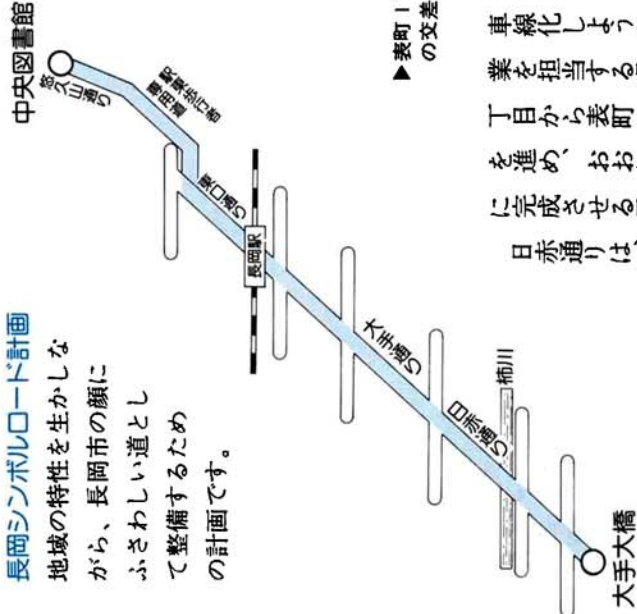 長岡シンボルロード計画
地域の特性を生かしな
がら、長岡市の顔に
ふさわしい道とし
て整備するため
の計画です。
中央図書館
悠久山通り
駅東歩行者
専用道
東口通り
長岡駅
大手通り
日赤通り
柿川
大手大橋
▶表町1
の交差
車線化しよう
業を担当する
丁目から表町
を進め、おお
に完成させる
日赤通りは、